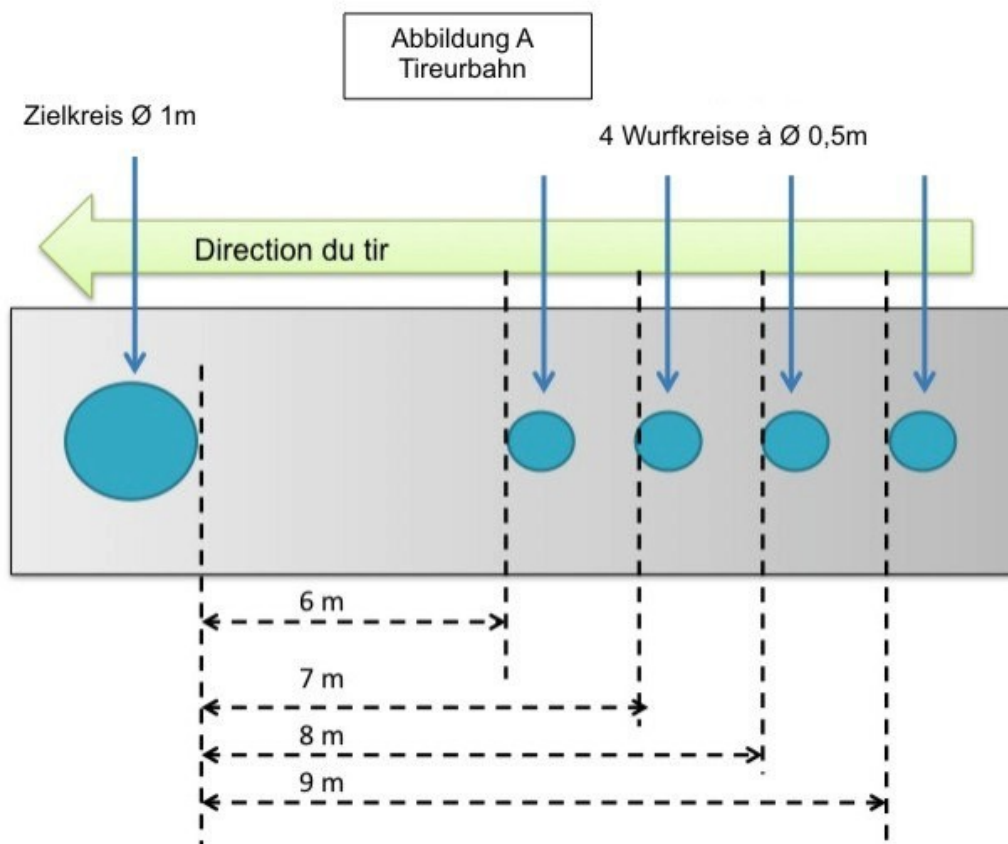 Abbildung A
Tireurbahn
Zielkreis Ø 1m
4 Wurfkreise à Ø 0,5m
Direction du tir
6 m
7 m
8 m
9 m